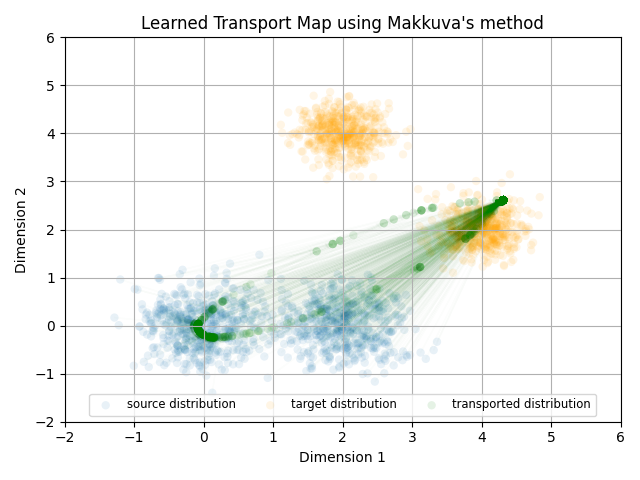 Learned Transport Map using Makkuva's method
6
5
4
3
2
1
0
−1
−2
Dimension 2
source distribution target distribution transported distribution
−2 −1 0 1 2 3 4 5 6
Dimension 1